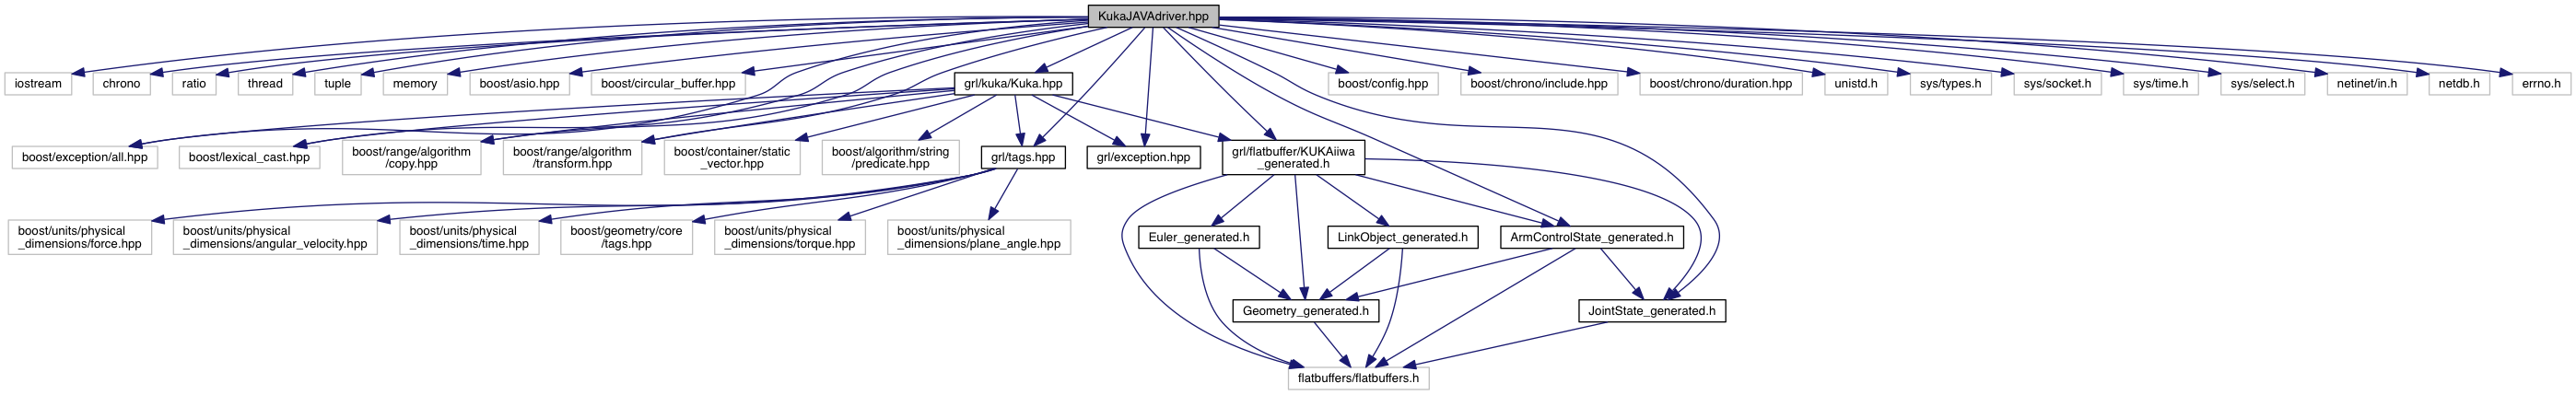 KukaJAVAdriver.hpp
iostream
chrono
ratio
thread
tuple
memory
boost/asio.hpp
boost/circular_buffer.hpp
grl/kuka/Kuka.hpp
boost/config.hpp
boost/chrono/include.hpp
boost/chrono/duration.hpp
unistd.h
sys/types.h
sys/socket.h
sys/time.h
sys/select.h
netinet/in.h
netdb.h
errno.h
boost/exception/all.hpp
boost/lexical_cast.hpp
boost/range/algorithm
/copy.hpp
boost/range/algorithm
/transform.hpp
boost/container/static
_vector.hpp
boost/algorithm/string
/predicate.hpp
grl/tags.hpp
grl/exception.hpp
grl/flatbuffer/KUKAiiwa
_generated.h
boost/units/physical
_dimensions/force.hpp
boost/units/physical
_dimensions/angular_velocity.hpp
boost/units/physical
_dimensions/time.hpp
boost/geometry/core
/tags.hpp
boost/units/physical
_dimensions/torque.hpp
boost/units/physical
_dimensions/plane_angle.hpp
Euler_generated.h
LinkObject_generated.h
ArmControlState_generated.h
Geometry_generated.h
JointState_generated.h
flatbuffers/flatbuffers.h